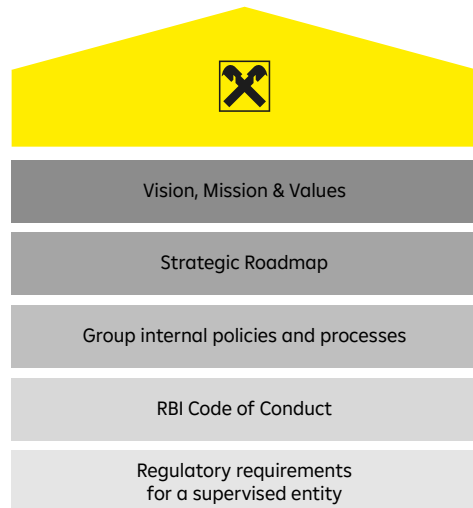 Vision, Mission & Values
Strategic Roadmap
Group internal policies and processes
RBI Code of Conduct
Regulatory requirements
for a supervised entity